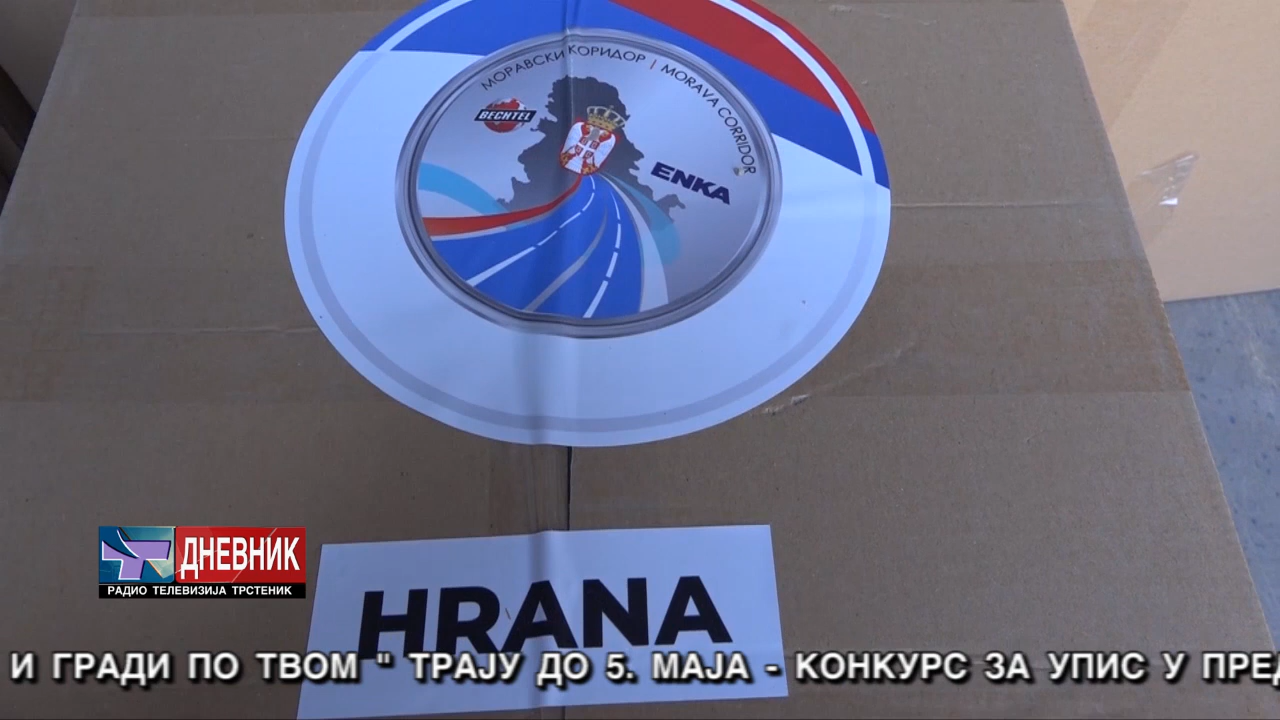 МОРАВСКИ КОРИДОР | MORAVA CORRIDOR
BECHTEL
ENKA
ДНЕВНИК
РАДИО ТЕЛЕВИЗИЈА ТРСТЕНИК
HRANA
И ГРАДИ ПО ТВОМ " ТРАЈУ ДО 5. МАЈА - КОНКУРС ЗА УПИС У ПРЕД